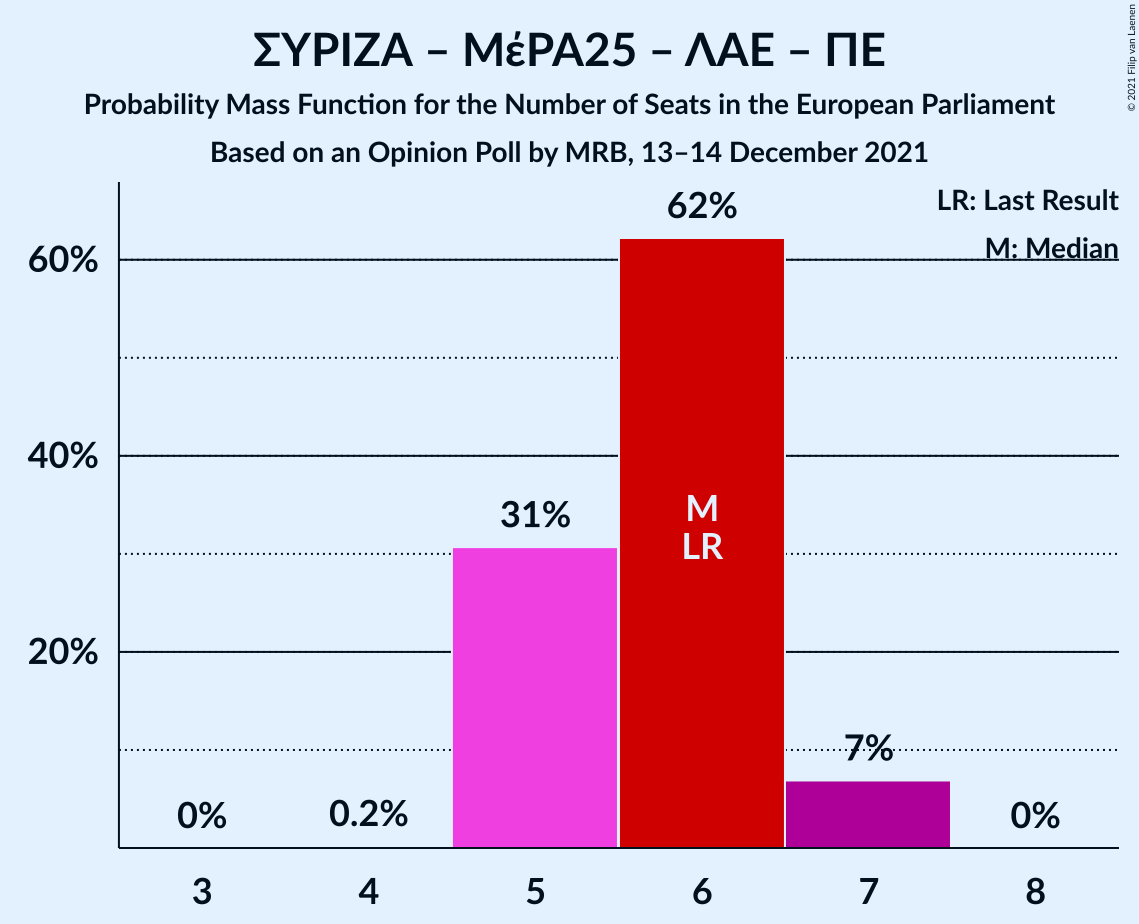 ΣΥΡΙΖΑ – ΜέΡΑ25 – ΛΑΕ – ΠΕ
Probability Mass Function for the Number of Seats in the European Parliament
Based on an Opinion Poll by MRB, 13–14 December 2021
© 2021 Filip van Laenen
LR: Last Result
M: Median
60%
40%
20%
0%
0.2%
31%
62%
7%
0%
M
LR
3
4
5
6
7
8